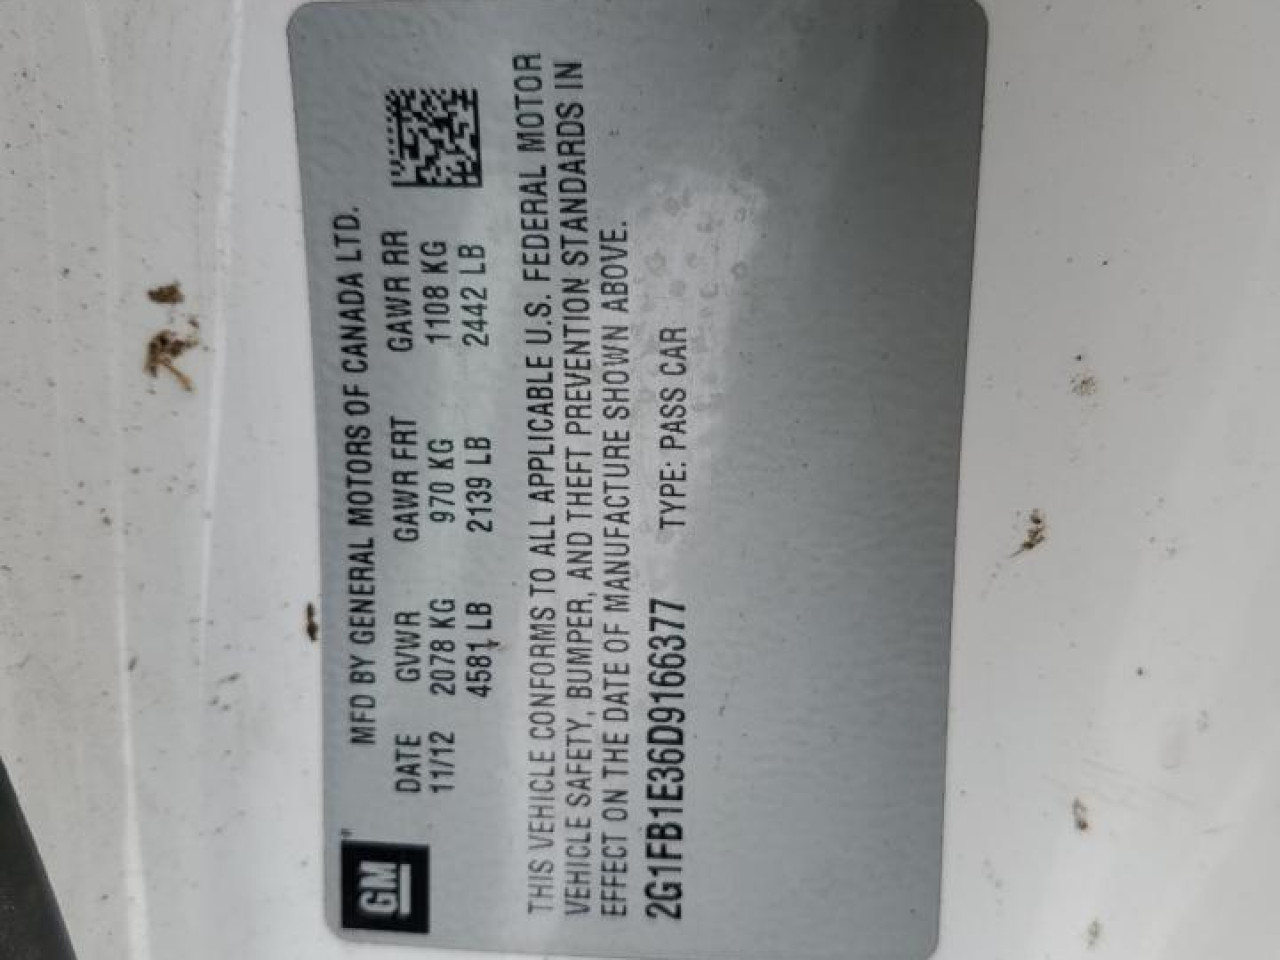 GM
MFD BY GENERAL MOTORS OF CANADA LTD.
DATE GVWR GAWR FRT GAWR RR
11/12 2078 KG 970 KG 1108 KG
4581 LB 2139 LB 2442 LB
THIS VEHICLE CONFORMS TO ALL APPLICABLE U.S. FEDERAL MOTOR
VEHICLE SAFETY, BUMPER, AND THEFT PREVENTION STANDARDS IN
EFFECT ON THE DATE OF MANUFACTURE SHOWN ABOVE.
2G1FB1E36D9166377 TYPE: PASS CAR